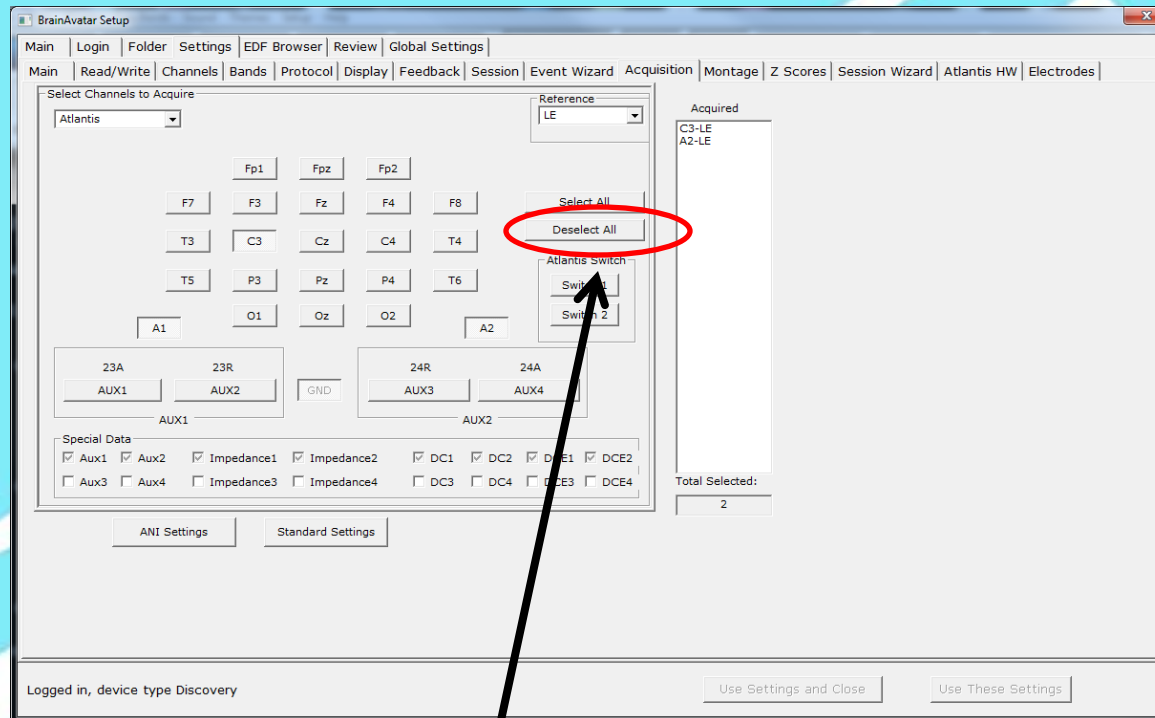 BrainAvatar Setup
Main Login Folder Settings EDF Browser Review Global Settings
Main Read/Write Channels Bands Protocol Display Feedback Session Event Wizard Acquisition Montage Z Scores Session Wizard Atlantis HW Electrodes
Select Channels to Acquire
Atlantis
Reference
LE
Fp1 Fpz Fp2
F7 F3 Fz F4 F8
T3 C3 Cz C4 T4
T5 P3 Pz P4 T6
A1 O1 Oz O2 A2
Select All
Deselect All
Atlantis Switch
Switch 1
Switch 2
23A 23R 24R 24A
AUX1 AUX2 GND AUX3 AUX4
AUX1 AUX2
Special Data
Aux1 Aux2 Impedance1 Impedance2 DC1 DC2 DCE1 DCE2
Aux3 Aux4 Impedance3 Impedance4 DC3 DC4 DCE3 DCE4
ANI Settings Standard Settings
Acquired
C3-LE
A2-LE
Total Selected:
2
Logged in, device type Discovery
Use Settings and Close Use These Settings